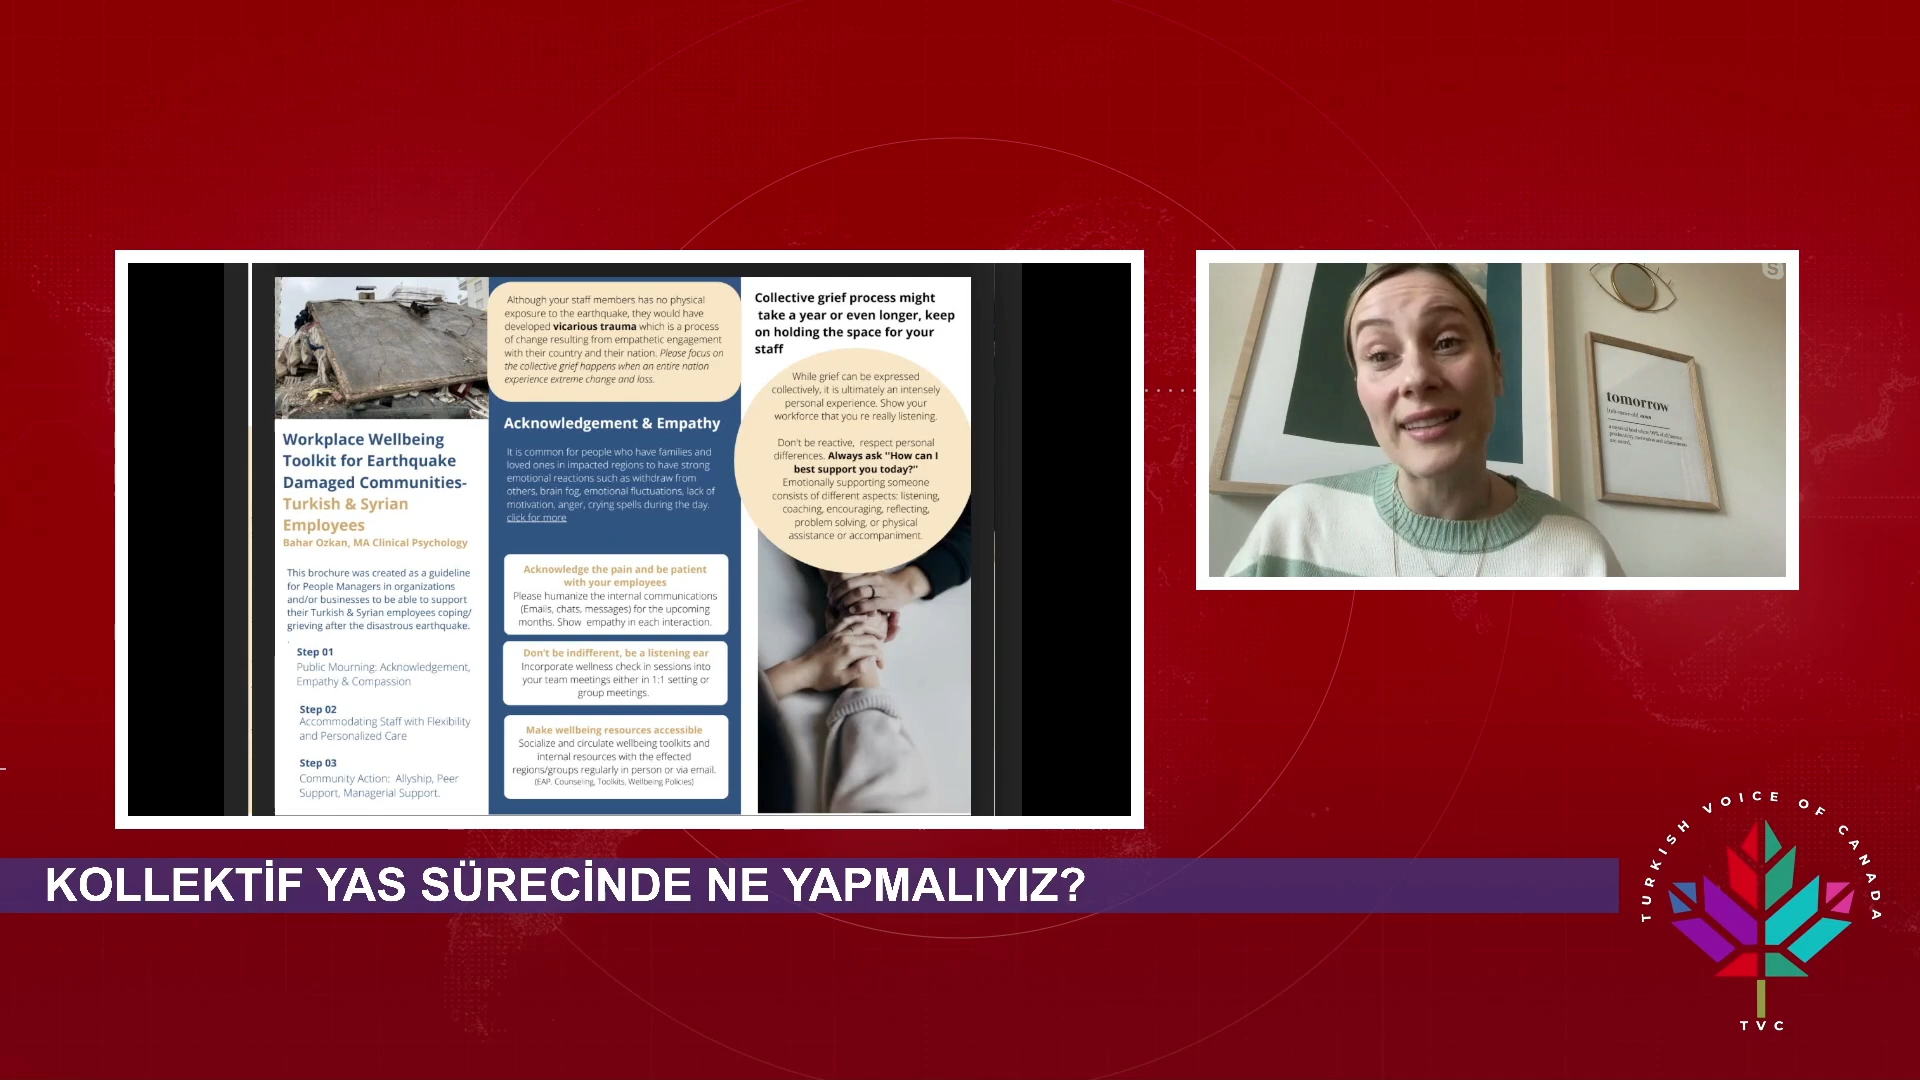 Workplace Wellbeing
Toolkit for Earthquake
Damaged Communities-
Turkish & Syrian
Employees
Bahar Ozkan, MA Clinical Psychology
This brochure was created as a guideline
for People Managers in organizations
and/or businesses to be able to support
their Turkish & Syrian employees coping/
grieving after the disastrous earthquake.
.
Step 01
Public Mourning: Acknowledgement,
Empathy & Compassion
Step 02
Accommodating Staff with Flexibility
and Personalized Care
Step 03
Community Action: Allyship, Peer
Support, Managerial Support.
Although your staff members has no physical
exposure to the earthquake, they would have
developed vicarious trauma which is a process
of change resulting from empathetic engagement
with their country and their nation. Please focus on
the collective grief happens when an entire nation
experience extreme change and loss.
Acknowledgement & Empathy
It is common for people who have families and
loved ones in impacted regions to have strong
emotional reactions such as withdraw from
others, brain fog, emotional fluctuations, lack of
motivation, anger, crying spells during the day.
click for more
Acknowledge the pain and be patient
with your employees
Please humanize the internal communications
(Emails, chats, messages) for the upcoming
months. Show empathy in each interaction.
Don't be indifferent, be a listening ear
Incorporate wellness check in sessions into
your team meetings either in 1:1 setting or
group meetings.
Make wellbeing resources accessible
Socialize and circulate wellbeing toolkits and
internal resources with the effected
regions/groups regularly in person or via email.
(EAP, Counseling, Toolkits, Wellbeing Policies)
Collective grief process might
take a year or even longer, keep
on holding the space for your
staff
While grief can be expressed
collectively, it is ultimately an intensely
personal experience. Show your
workforce that you re really listening.
Don't be reactive, respect personal
differences. Always ask "How can I
best support you today?"
Emotionally supporting someone
consists of different aspects: listening,
coaching, encouraging, reflecting,
problem solving, or physical
assistance or accompaniment.
S
tomorrow
KOLLEKTİF YAS SÜRECİNDE NE YAPMALIYIZ?
TURKISH VOICE OF CANADA
TVC